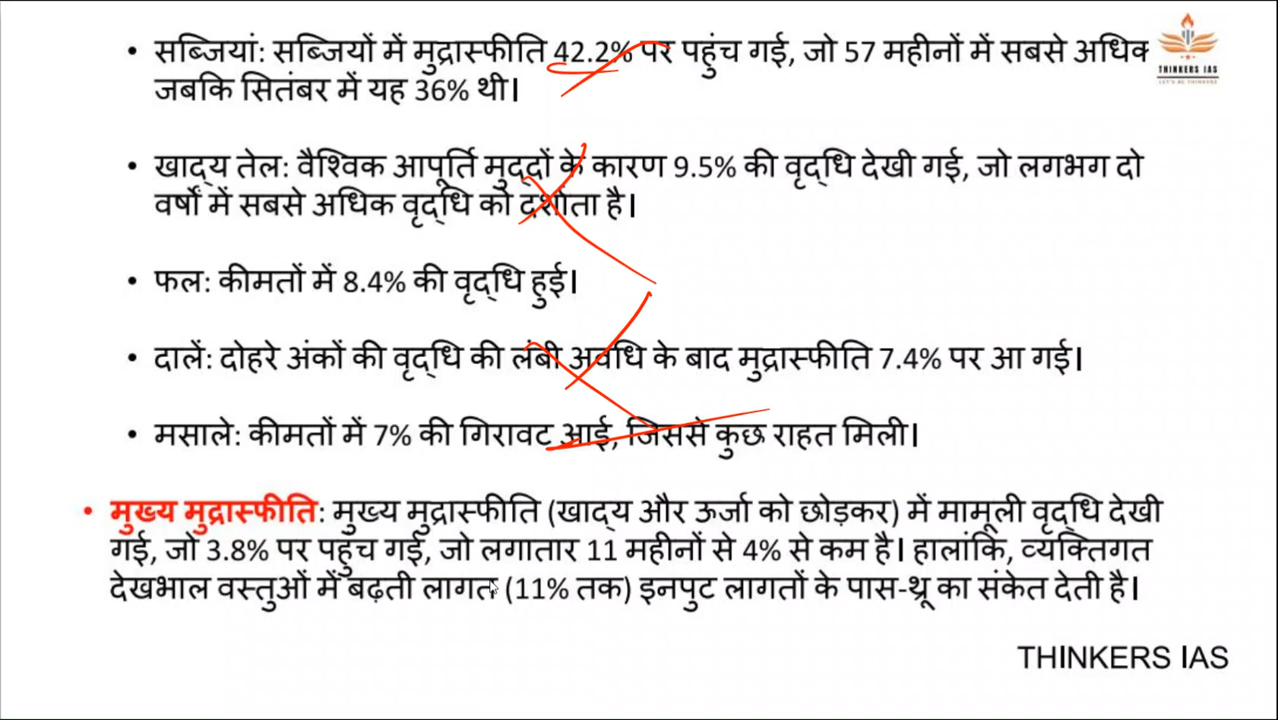 • सब्जियां: सब्जियों में मुद्रास्फीति 42.2% पर पहुंच गई, जो 57 महीनों में सबसे अधिक
जबकि सितंबर में यह 36% थी।
THINKERS IAS
LET'S BE THINKERS
• खाद्य तेल: वैश्विक आपूर्ति मुद्दों के कारण 9.5% की वृद्धि देखी गई, जो लगभग दो
वर्षों में सबसे अधिक वृद्धि को दर्शाता है।
• फल: कीमतों में 8.4% की वृद्धि हुई।
• दालें: दोहरे अंकों की वृद्धि की लंबी अवधि के बाद मुद्रास्फीति 7.4% पर आ गई।
• मसाले: कीमतों में 7% की गिरावट आई, जिससे कुछ राहत मिली।
• मुख्य मुद्रास्फीति: मुख्य मुद्रास्फीति (खाद्य और ऊर्जा को छोड़कर) में मामूली वृद्धि देखी
गई, जो 3.8% पर पहुंच गई, जो लगातार 11 महीनों से 4% से कम है। हालांकि, व्यक्तिगत
देखभाल वस्तुओं में बढ़ती लागत (11% तक) इनपुट लागतों के पास-थ्रू का संकेत देती है।
THINKERS IAS